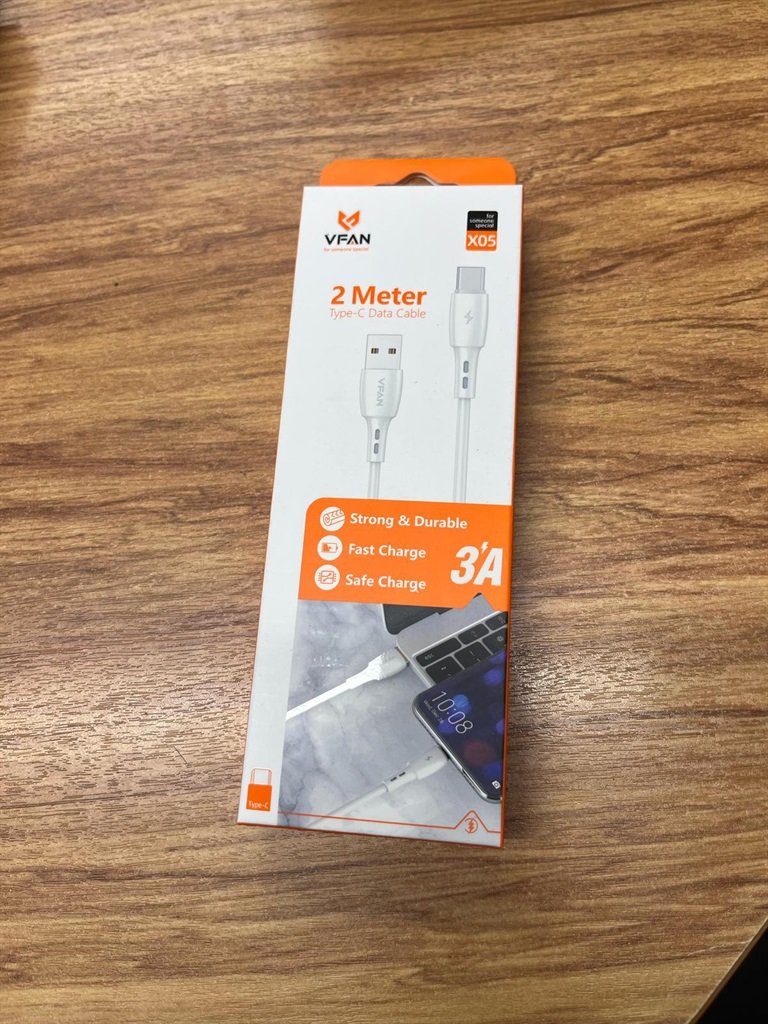 VFAN
for someone special
for
someone
special
X05
2 Meter
Type-C Data Cable
VFAN
Strong & Durable
Fast Charge
Safe Charge
3A
esc
10:08
Type-C